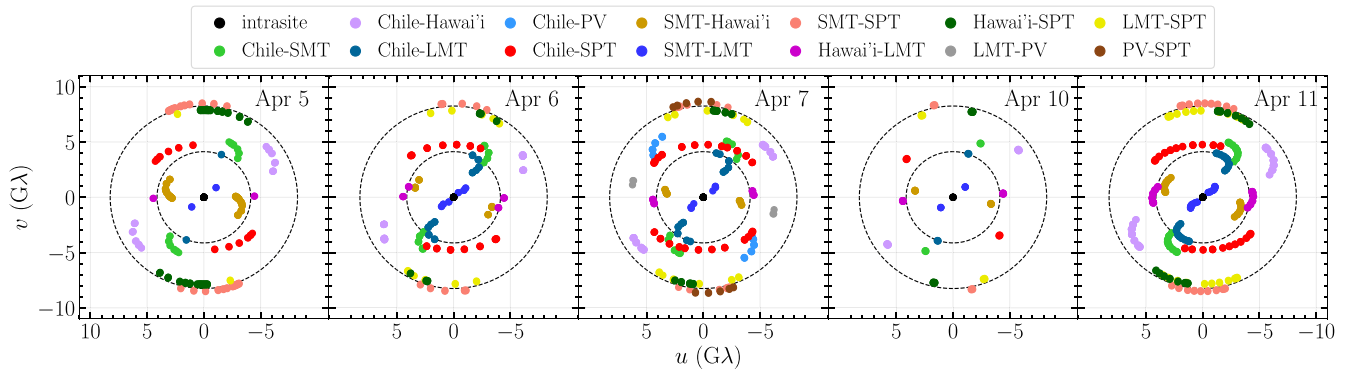 intrasite Chile-Hawai'i Chile-PV SMT-Hawai'i SMT-SPT Hawai'i-SPT LMT-SPT
Chile-SMT Chile-LMT Chile-SPT SMT-LMT Hawai'i-LMT LMT-PV PV-SPT
Apr 5 Apr 6 Apr 7 Apr 10 Apr 11
10
5
0
−5
−10
v (Gλ)
10 5 0 −5 5 0 −5 5 0 −5 5 0 −5 5 0 −5 −10
u (Gλ)